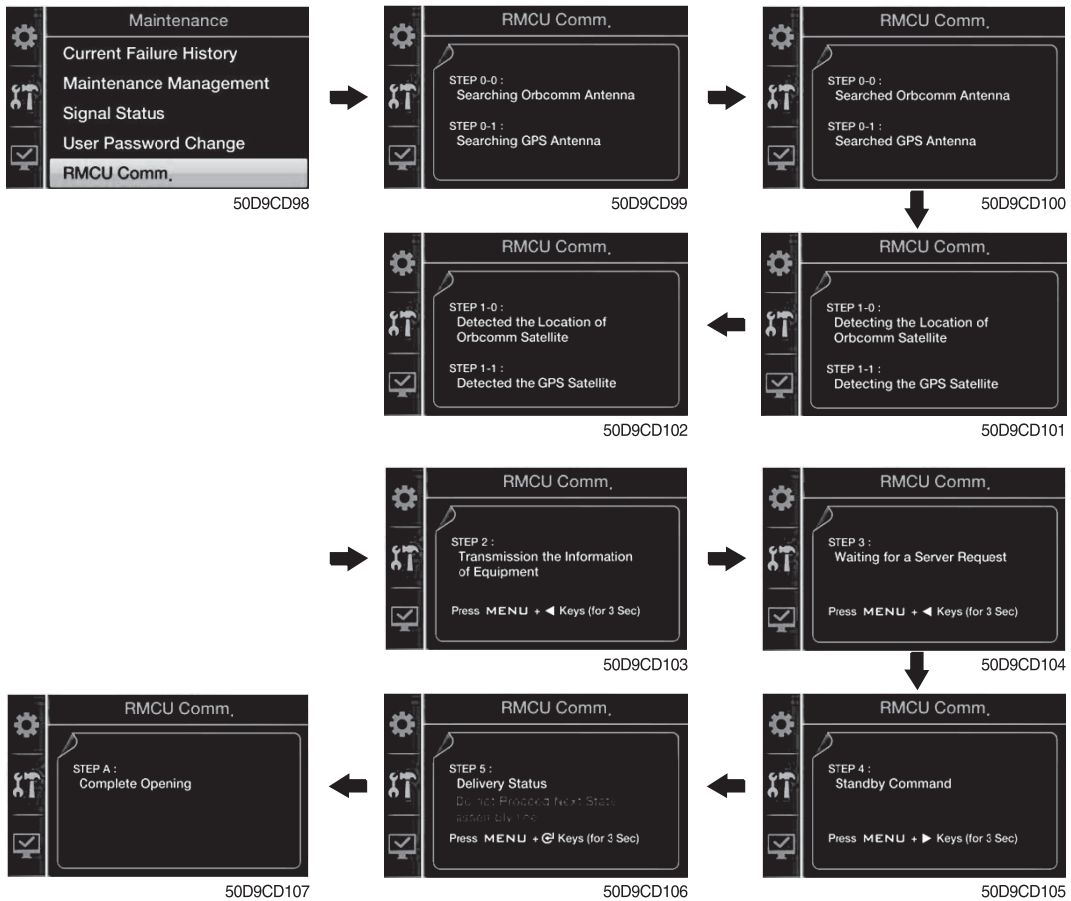 Maintenance
Current Failure History
Maintenance Management
Signal Status
User Password Change
RMCU Comm.
50D9CD98
RMCU Comm.
STEP 0-0 :
Searching Orbcomm Antenna
STEP 0-1 :
Searching GPS Antenna
50D9CD99
RMCU Comm.
STEP 0-0 :
Searched Orbcomm Antenna
STEP 0-1 :
Searched GPS Antenna
50D9CD100
RMCU Comm.
STEP 1-0 :
Detecting the Location of
Orbcomm Satellite
STEP 1-1 :
Detecting the GPS Satellite
50D9CD101
RMCU Comm.
STEP 1-0 :
Detected the Location of
Orbcomm Satellite
STEP 1-1 :
Detected the GPS Satellite
50D9CD102
RMCU Comm.
STEP 2 :
Transmission the Information
of Equipment
Press MENU + ◀ Keys (for 3 Sec)
50D9CD103
RMCU Comm.
STEP 3 :
Waiting for a Server Request
Press MENU + ◀ Keys (for 3 Sec)
50D9CD104
RMCU Comm.
STEP 4 :
Standby Command
Press MENU + ▶ Keys (for 3 Sec)
50D9CD105
RMCU Comm.
STEP 5 :
Delivery Status
Do not Proceed Next State
Press MENU + Keys (for 3 Sec)
50D9CD106
RMCU Comm.
STEP A :
Complete Opening
50D9CD107